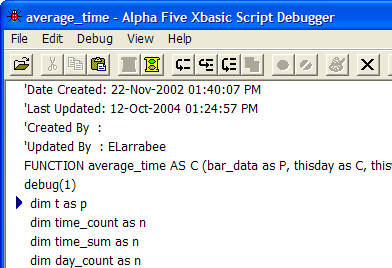 average_time - Alpha Five Xbasic Script Debugger
File Edit Debug View Help
'Date Created: 22-Nov-2002 01:40:07 PM
'Last Updated: 12-Oct-2004 01:24:57 PM
'Created By :
'Updated By : ELarrabee
FUNCTION average_time AS C (bar_data as P, thisday as C, this
debug(1)
dim t as p
dim time_count as n
dim time_sum as n
dim day_count as n